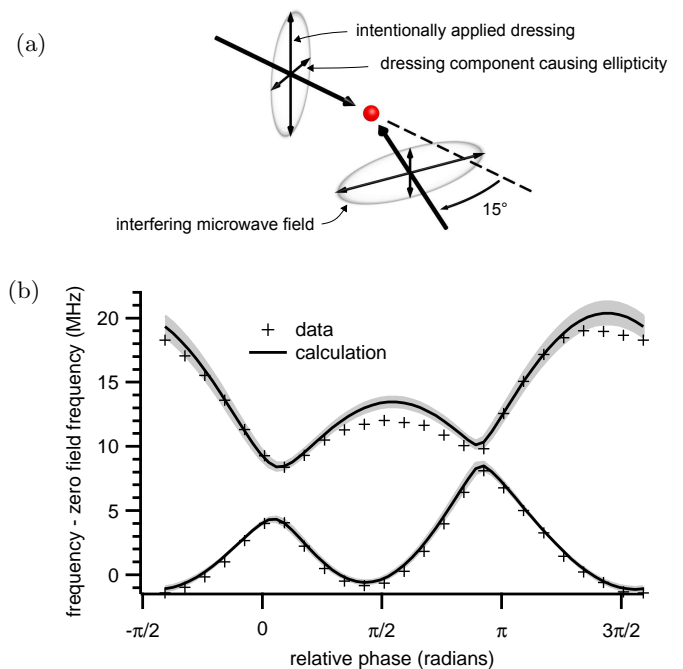 (a)
intentionally applied dressing
dressing component causing ellipticity
interfering microwave field
15°
(b)
frequency - zero field frequency (MHz)
20
15
10
5
0
data
calculation
-π/2
0
π/2
π
3π/2
relative phase (radians)